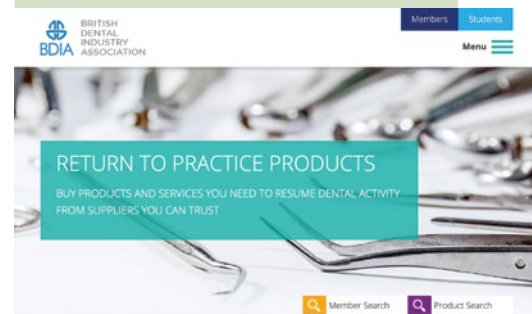 BRITISH
DENTAL
INDUSTRY
ASSOCIATION
BDIA
Members
Students
Menu
RETURN TO PRACTICE PRODUCTS
BUY PRODUCTS AND SERVICES YOU NEED TO RESUME DENTAL ACTIVITY
FROM SUPPLIERS YOU CAN TRUST
Member Search
Product Search